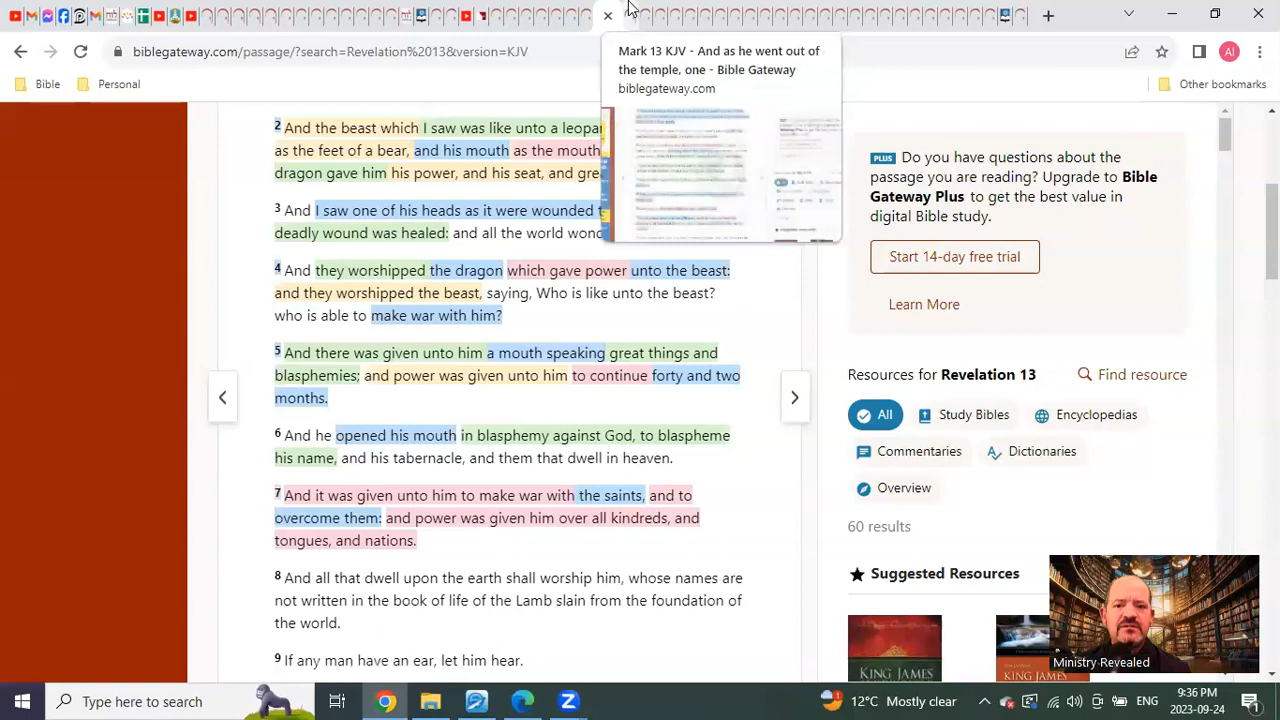 biblegateway.com/passage/?search=Revelation%2013&version=KJV
AI
Bible
Personal
Other bookmarks
Mark 13 KJV - And as he went out of
the temple, one - Bible Gateway
biblegateway.com
2 And the beast which I saw was like unto a leopard
as the feet of a bear, and his mouth as the mouth
dragon gave him his power, and his seat, and great
3 And I saw one of his heads as it were wounded t
deadly wound was healed: and all the world wond
4 And they worshipped the dragon which gave power unto the beast:
and they worshipped the beast, saying, Who is like unto the beast?
who is able to make war with him?
5 And there was given unto him a mouth speaking great things and
blasphemies; and power was given unto him to continue forty and two
months.
6 And he opened his mouth in blasphemy against God, to blaspheme
his name, and his tabernacle, and them that dwell in heaven.
7 And it was given unto him to make war with the saints, and to
overcome them: and power was given him over all kindreds, and
tongues, and nations.
8 And all that dwell upon the earth shall worship him, whose names are
not written in the book of life of the Lamb slain from the foundation of
the world.
9 If any man have an ear, let him hear.
PLUS Do you have questions about the
passage you are reading? Upgrade to Bible
Gateway Plus to get the best value in
digital Bible study.
Start 14-day free trial
Learn More
Resources for Revelation 13
Find resource
All
Study Bibles
Encyclopedias
Commentaries
Dictionaries
Overview
60 results
Suggested Resources
KING JAMES
KING JAMES
Ministry Revealed
Type here to search
12°C Mostly clear
ENG
9:36 PM
2023-09-24